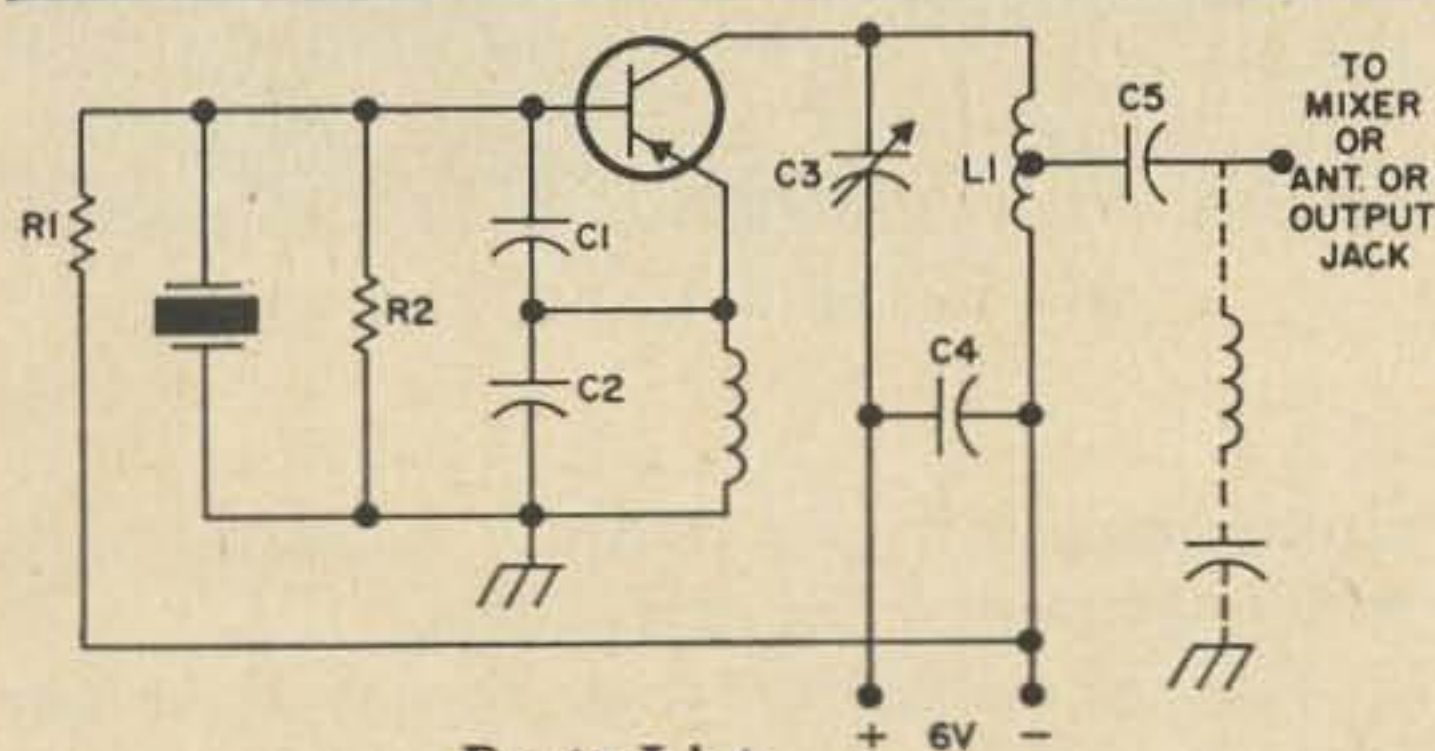 R1
R2
C1
C2
C3
L1
C4
C5
TO
MIXER
OR
ANT. OR
OUTPUT
JACK
+ 6V −